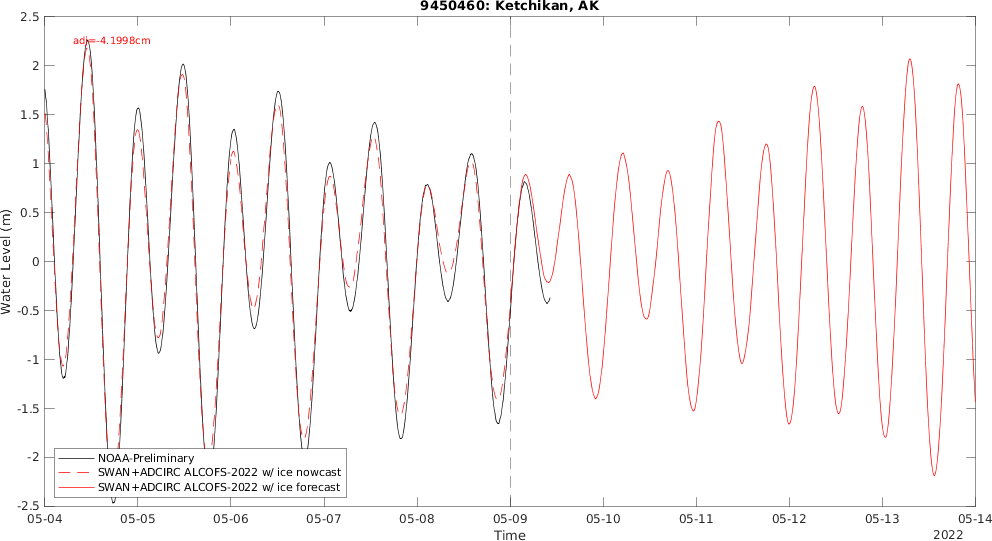 9450460: Ketchikan, AK
adj=-4.1998cm
2.5
2
1.5
1
0.5
0
-0.5
-1
-1.5
-2
-2.5
Water Level (m)
NOAA-Preliminary
SWAN+ADCIRC ALCOFS-2022 w/ ice nowcast
SWAN+ADCIRC ALCOFS-2022 w/ ice forecast
05-04 05-05 05-06 05-07 05-08 05-09 05-10 05-11 05-12 05-13 05-14
Time
2022